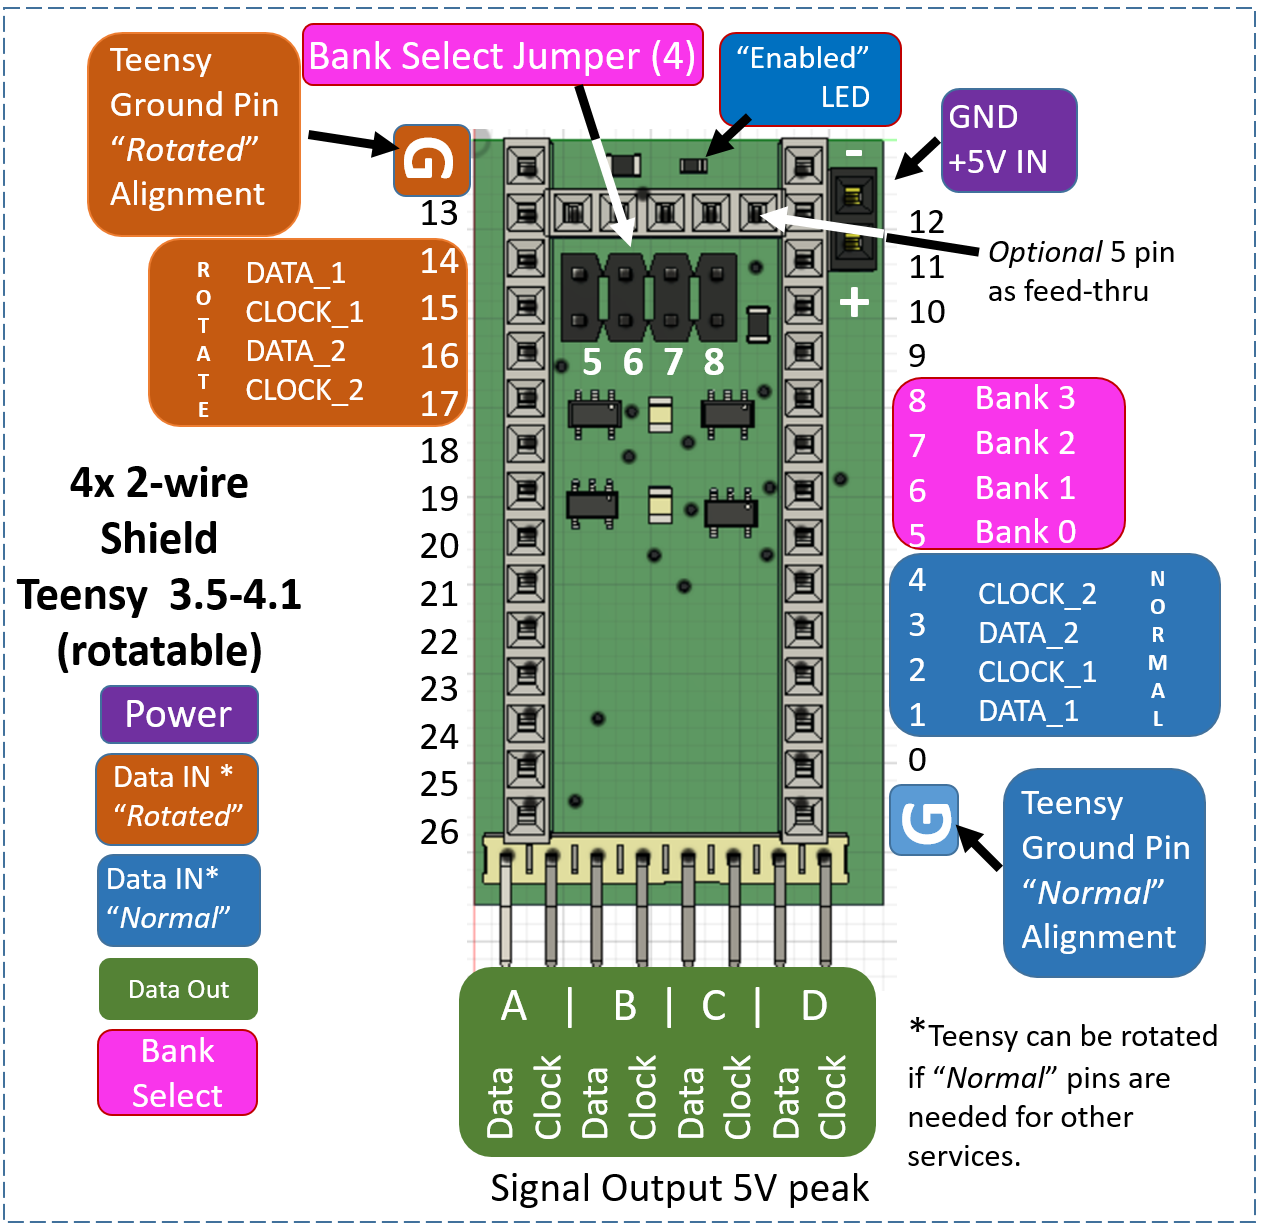 Teensy
Ground Pin
“Rotated”
Alignment
Bank Select Jumper (4)
“Enabled”
LED
GND
+5V IN
G
-
+
Optional 5 pin
as feed-thru
ROTATE
DATA_1
CLOCK_1
DATA_2
CLOCK_2
13
14
15
16
17
18
19
20
21
22
23
24
25
26
5 6 7 8
12
11
10
9
8 Bank 3
7 Bank 2
6 Bank 1
5 Bank 0
4
3
2
1
CLOCK_2
DATA_2
CLOCK_1
DATA_1
NORMAL
0
G
Teensy
Ground Pin
“Normal”
Alignment
4x 2-wire
Shield
Teensy 3.5-4.1
(rotatable)
Power
Data IN *
“Rotated”
Data IN*
“Normal”
Data Out
Bank
Select
A | B | C | D
Data Clock Data Clock Data Clock Data Clock
Signal Output 5V peak
*Teensy can be rotated
if “Normal” pins are
needed for other
services.